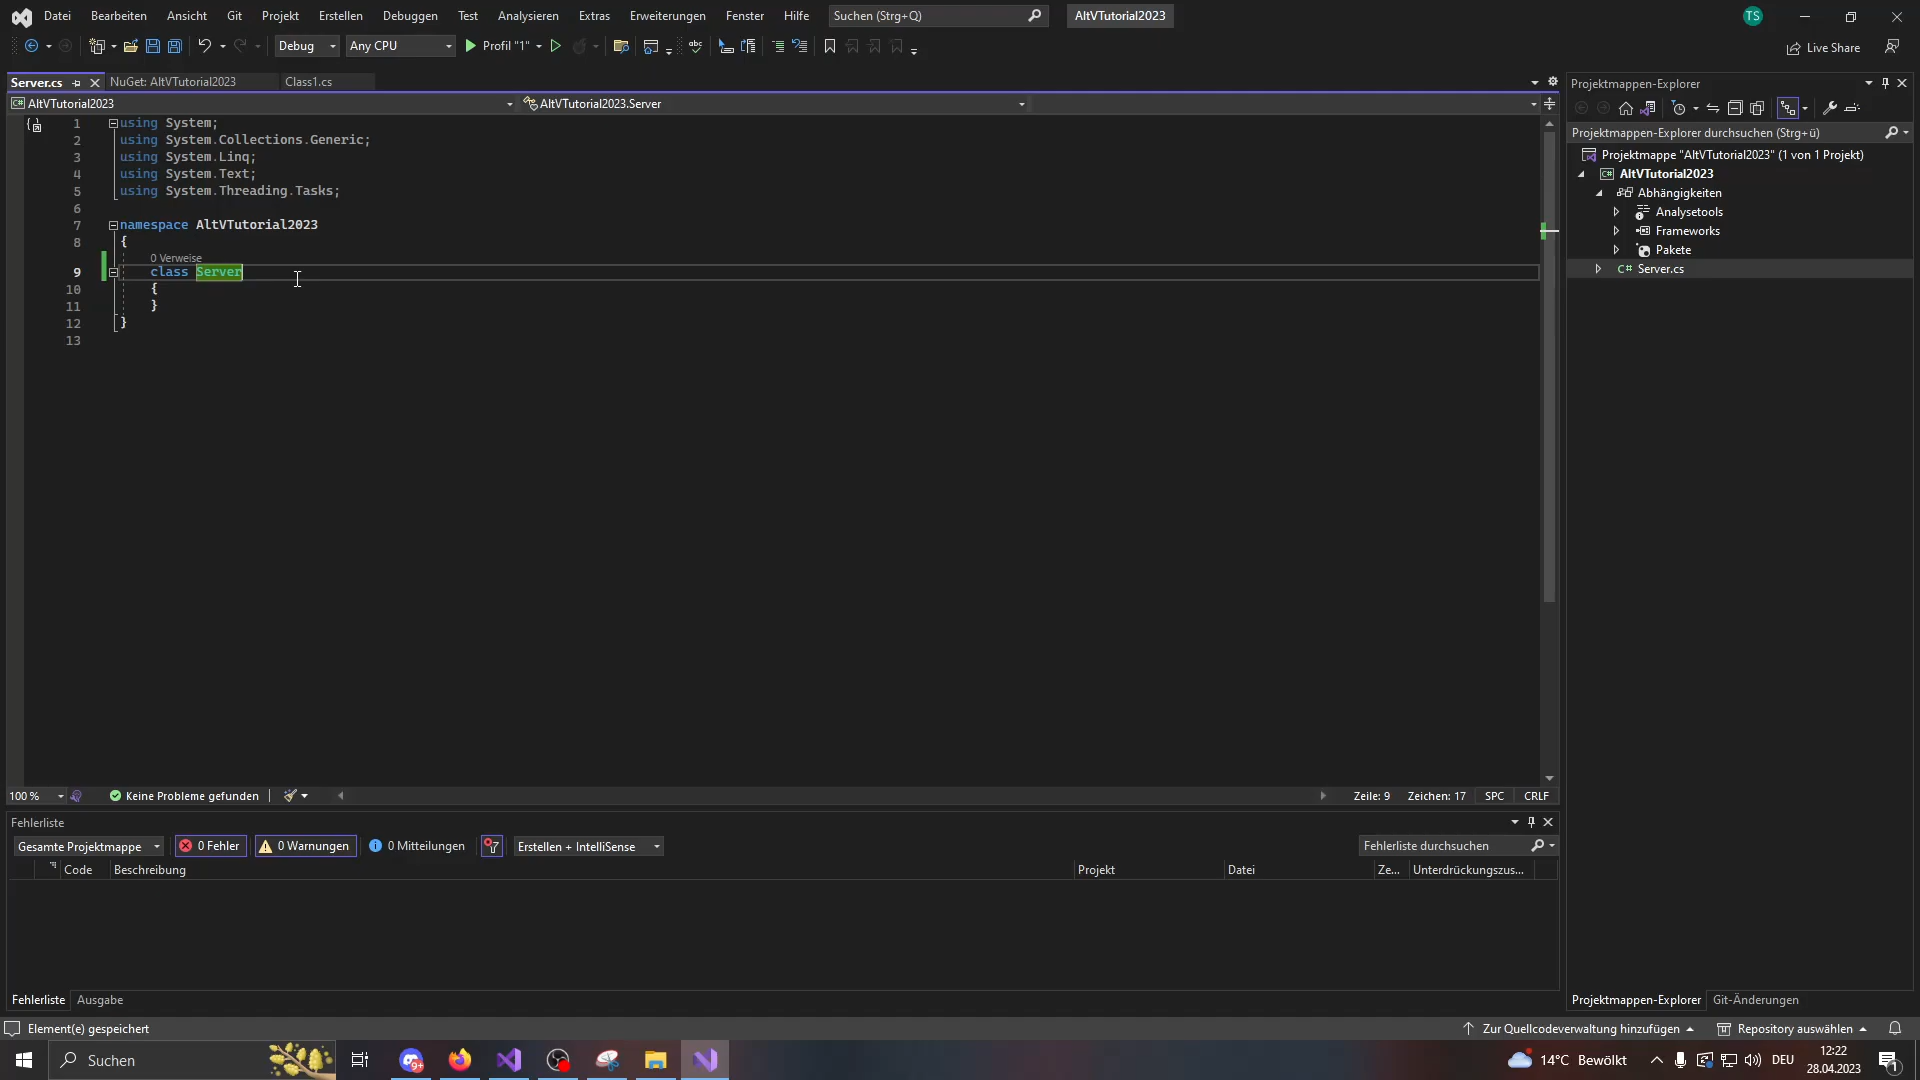 Datei Bearbeiten Ansicht Git Projekt Erstellen Debuggen Test Analysieren Extras Erweiterungen Fenster Hilfe Suchen (Strg+Q) AltVTutorial2023 TS
Debug Any CPU Profil "1" Live Share
Server.cs NuGet: AltVTutorial2023 Class1.cs
AltVTutorial2023 AltVTutorial2023.Server
1 using System;
2 using System.Collections.Generic;
3 using System.Linq;
4 using System.Text;
5 using System.Threading.Tasks;
6
7 namespace AltVTutorial2023
8 {
0 Verweise
9 class Server
10 {
11 }
12 }
13
Projektmappen-Explorer
Projektmappen-Explorer durchsuchen (Strg+ü)
Projektmappe "AltVTutorial2023" (1 von 1 Projekt)
C# AltVTutorial2023
Abhängigkeiten
Analysetools
Frameworks
Pakete
C# Server.cs
100 % Keine Probleme gefunden Zeile: 9 Zeichen: 17 SPC CRLF
Fehlerliste
Gesamte Projektmappe 0 Fehler 0 Warnungen 0 Mitteilungen Erstellen + IntelliSense Fehlerliste durchsuchen
Code Beschreibung Projekt Datei Ze... Unterdrückungszus...
Fehlerliste Ausgabe
Projektmappen-Explorer Git-Änderungen
Element(e) gespeichert Zur Quellcodeverwaltung hinzufügen Repository auswählen
Suchen 9+ 14°C Bewölkt DEU 12:22
28.04.2023 1